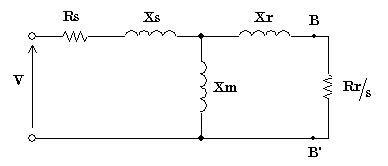 Rs Xs Xr B
V Xm Rr/s
B'